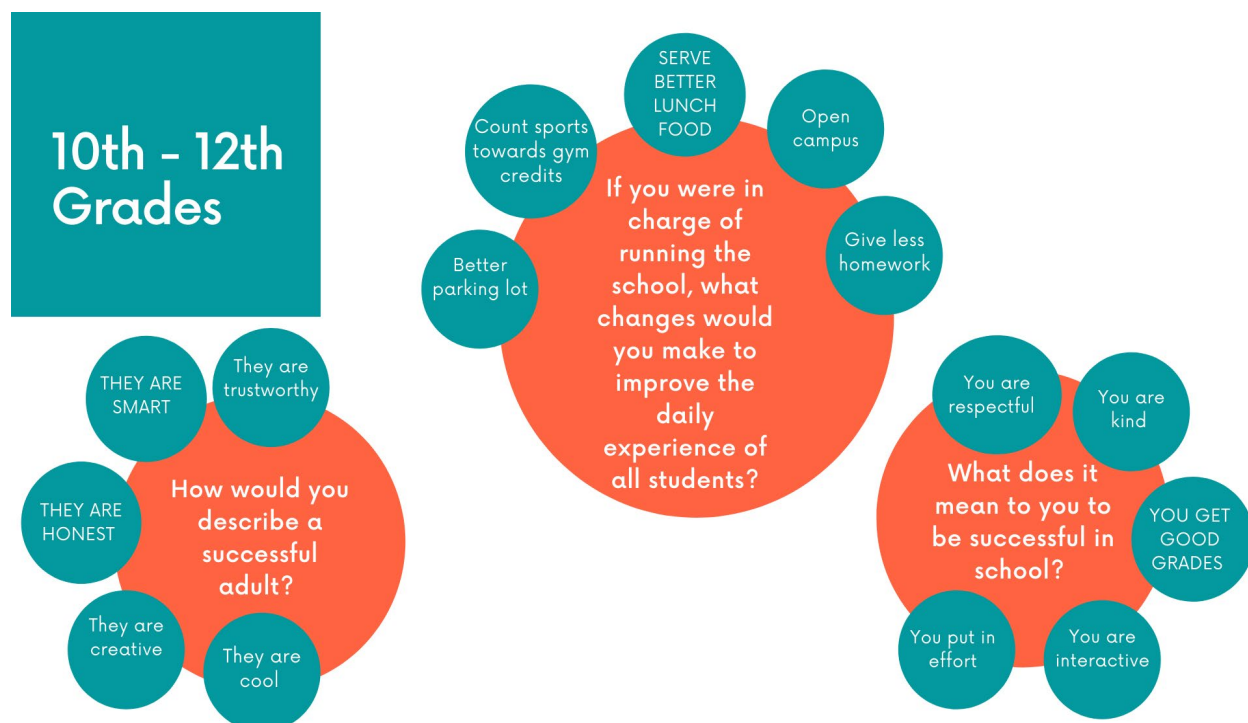 10th - 12th
Grades
SERVE
BETTER
LUNCH
FOOD
Count sports
towards gym
credits
Open
campus
Better
parking lot
Give less
homework
If you were in
charge of
running the
school, what
changes would
you make to
improve the
daily
experience of
all students?
They are
trustworthy
THEY ARE
SMART
THEY ARE
HONEST
They are
creative
They are
cool
How would you
describe a
successful
adult?
You are
respectful
You are
kind
YOU GET
GOOD
GRADES
You are
interactive
You put in
effort
What does it
mean to you to
be successful in
school?